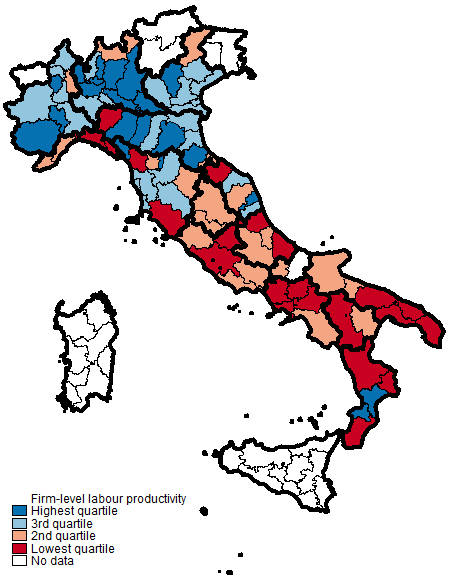 Firm-level labour productivity
Highest quartile
3rd quartile
2nd quartile
Lowest quartile
No data